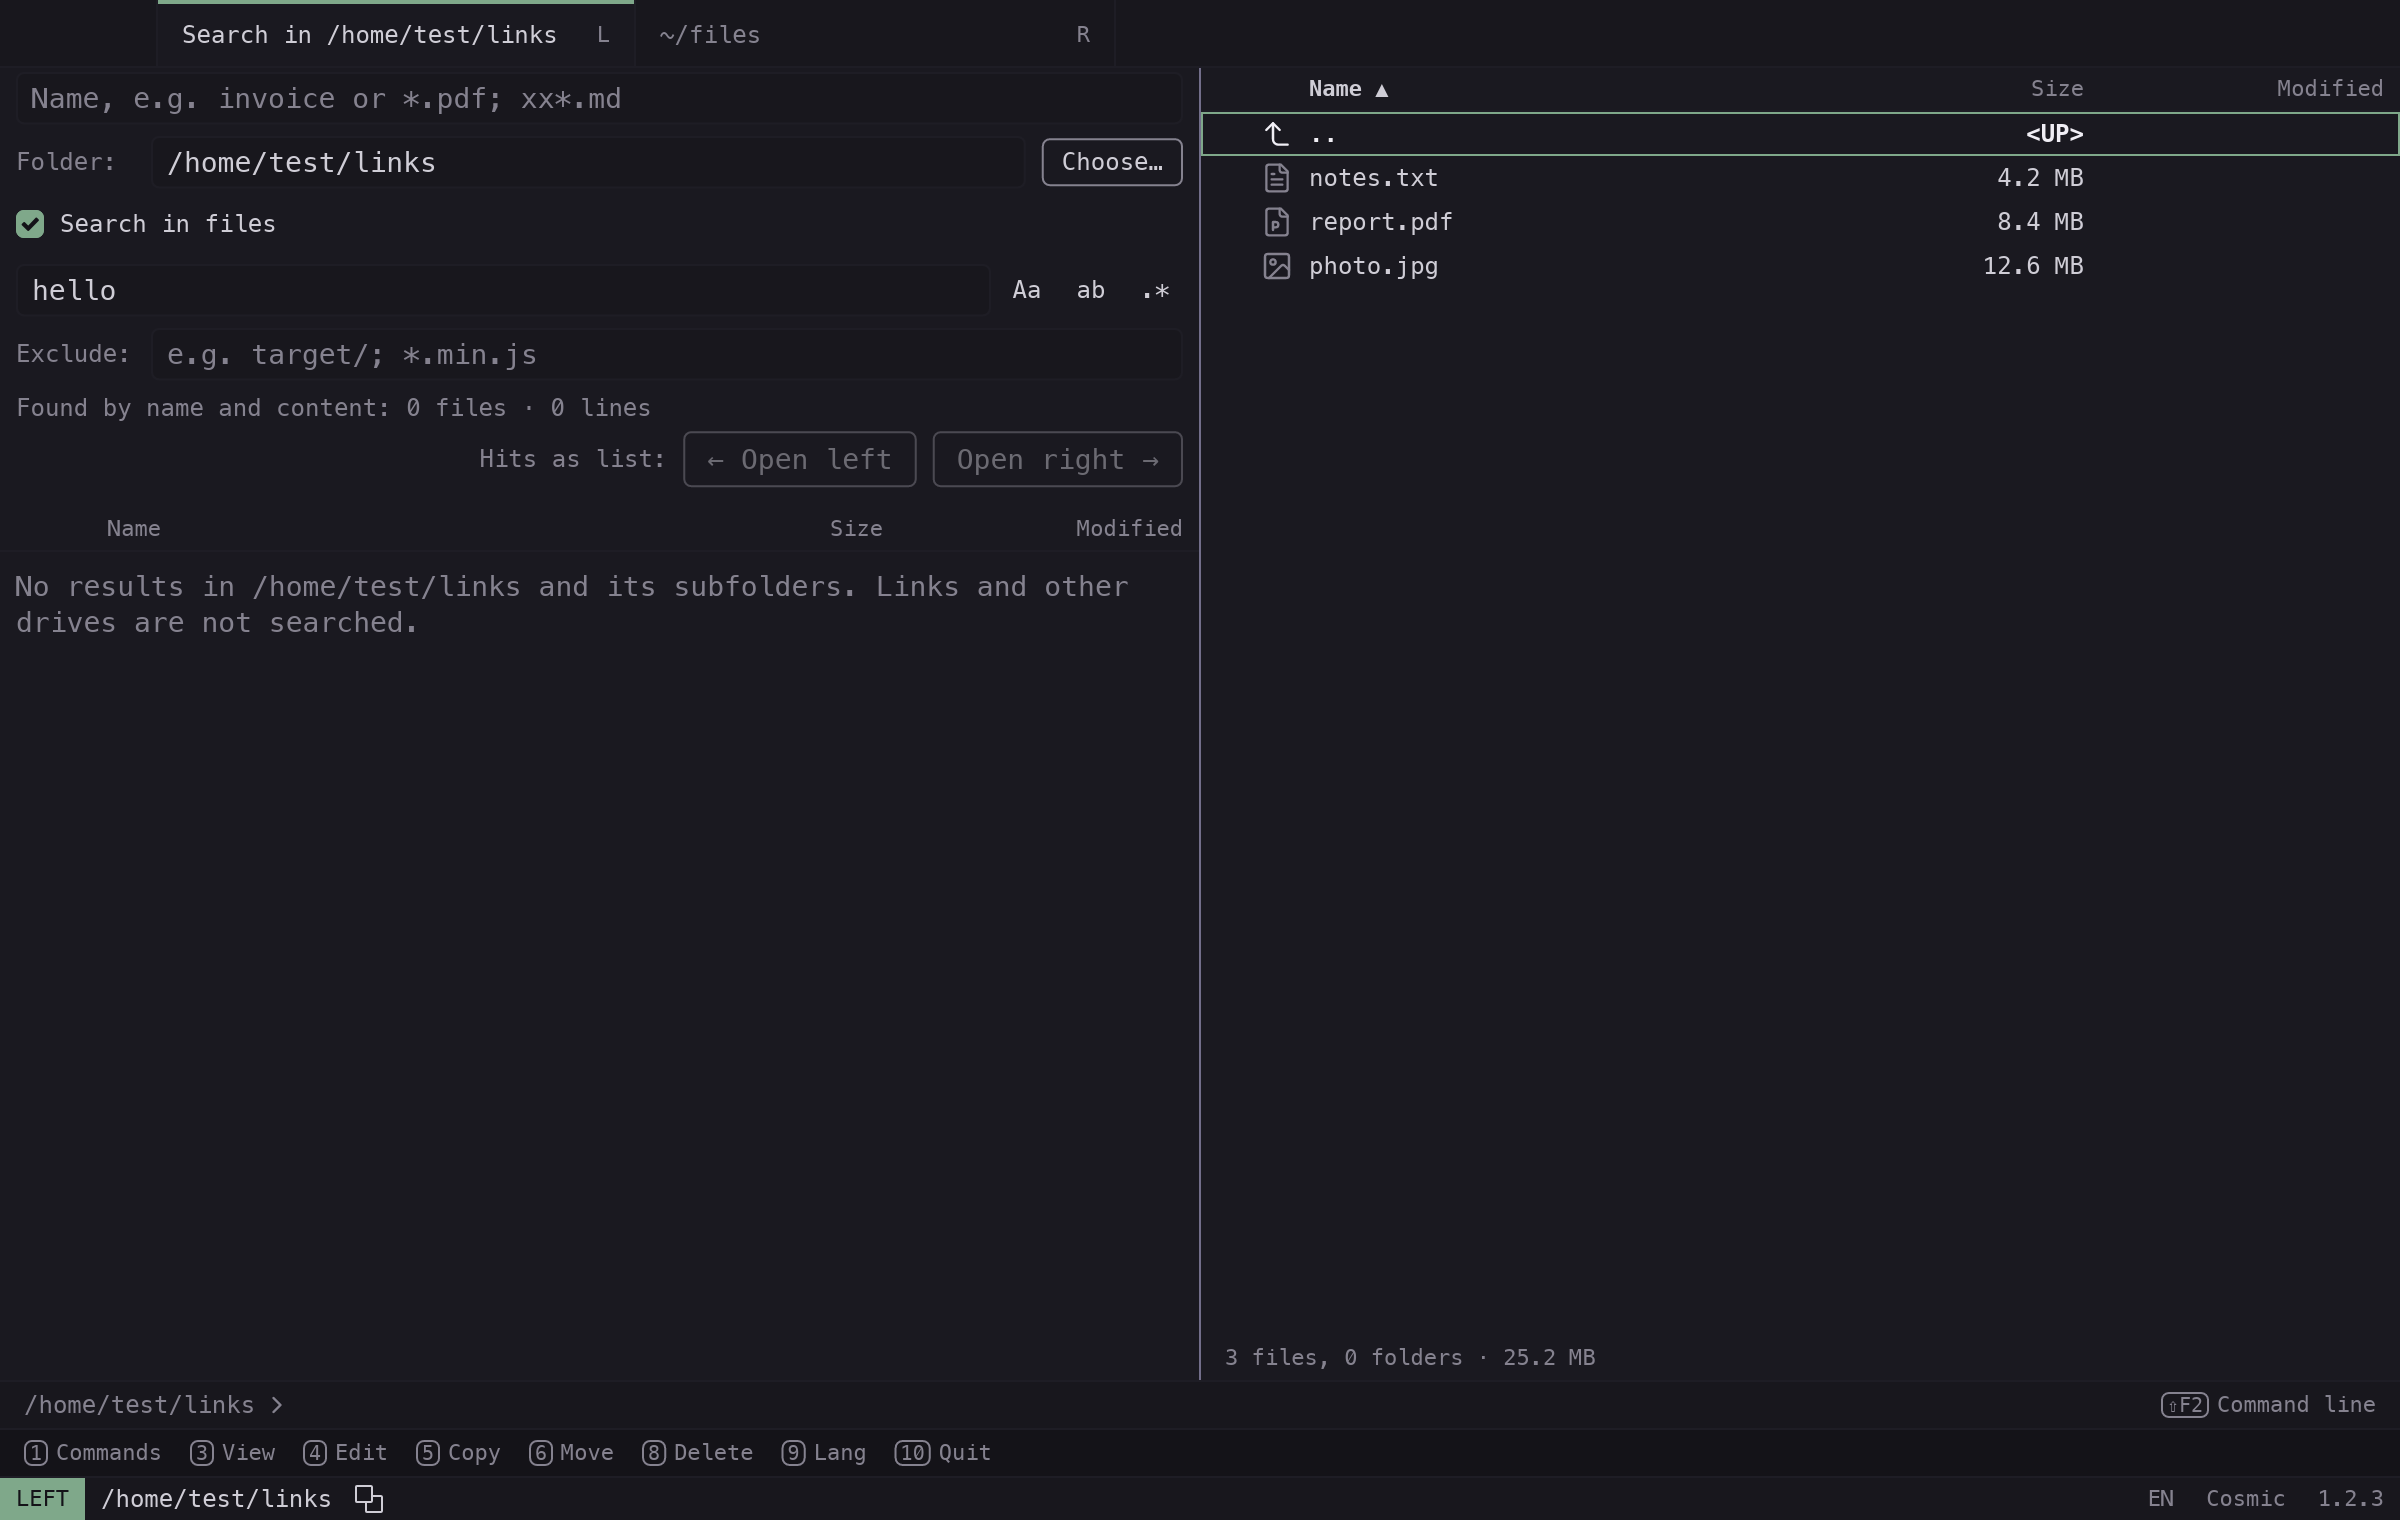 Search in /home/test/links L ~/files R
Name, e.g. invoice or *.pdf; xx*.md
Folder: /home/test/links Choose…
Search in files
hello Aa ab .*
Exclude: e.g. target/; *.min.js
Found by name and content: 0 files · 0 lines
Hits as list: ← Open left Open right →
Name Size Modified
No results in /home/test/links and its subfolders. Links and other
drives are not searched.
Name ▲ Size Modified
.. <UP>
notes.txt 4.2 MB
report.pdf 8.4 MB
photo.jpg 12.6 MB
3 files, 0 folders · 25.2 MB
/home/test/links > ⇧F2 Command line
1 Commands 3 View 4 Edit 5 Copy 6 Move 8 Delete 9 Lang 10 Quit
LEFT /home/test/links EN Cosmic 1.2.3